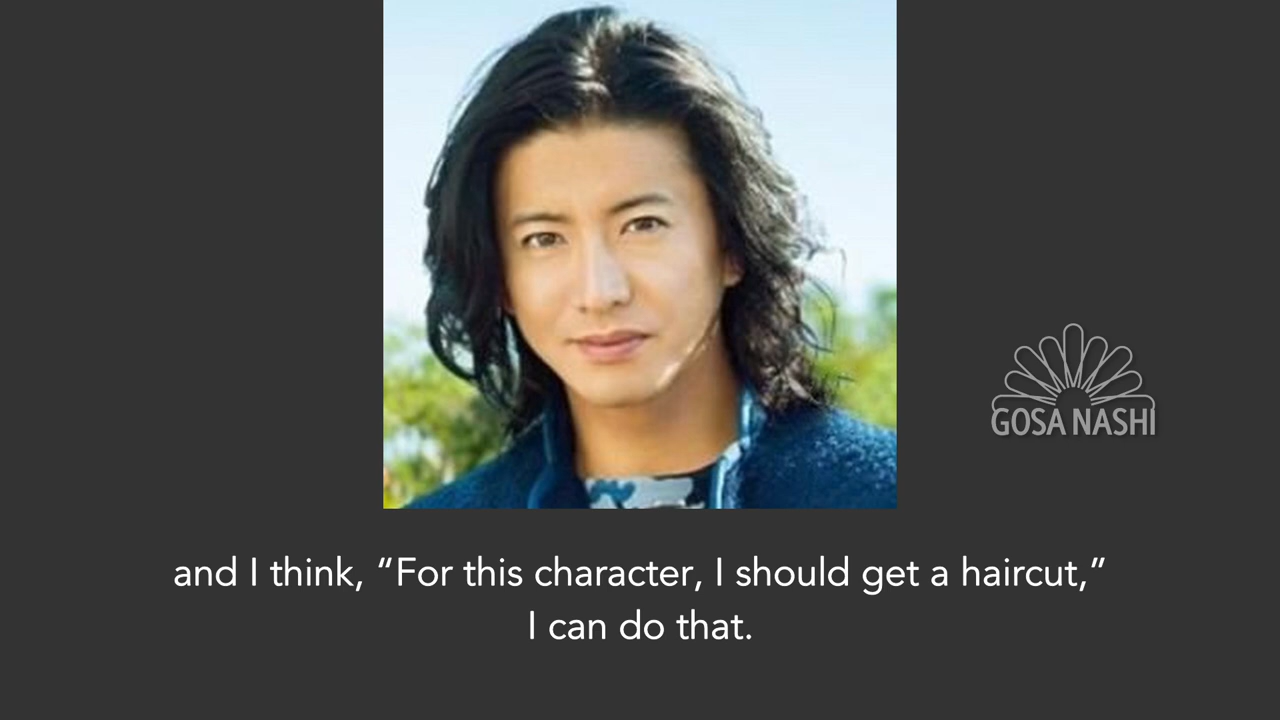 GOSA NASHI
and I think, “For this character, I should get a haircut,”
I can do that.